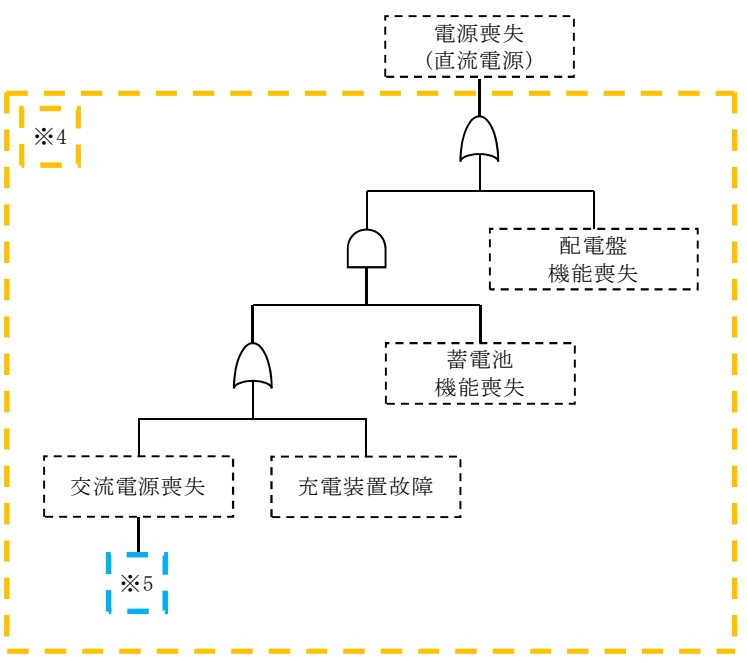 電源喪失
(直流電源)
※4
配電盤
機能喪失
蓄電池
機能喪失
交流電源喪失
充電装置故障
※5